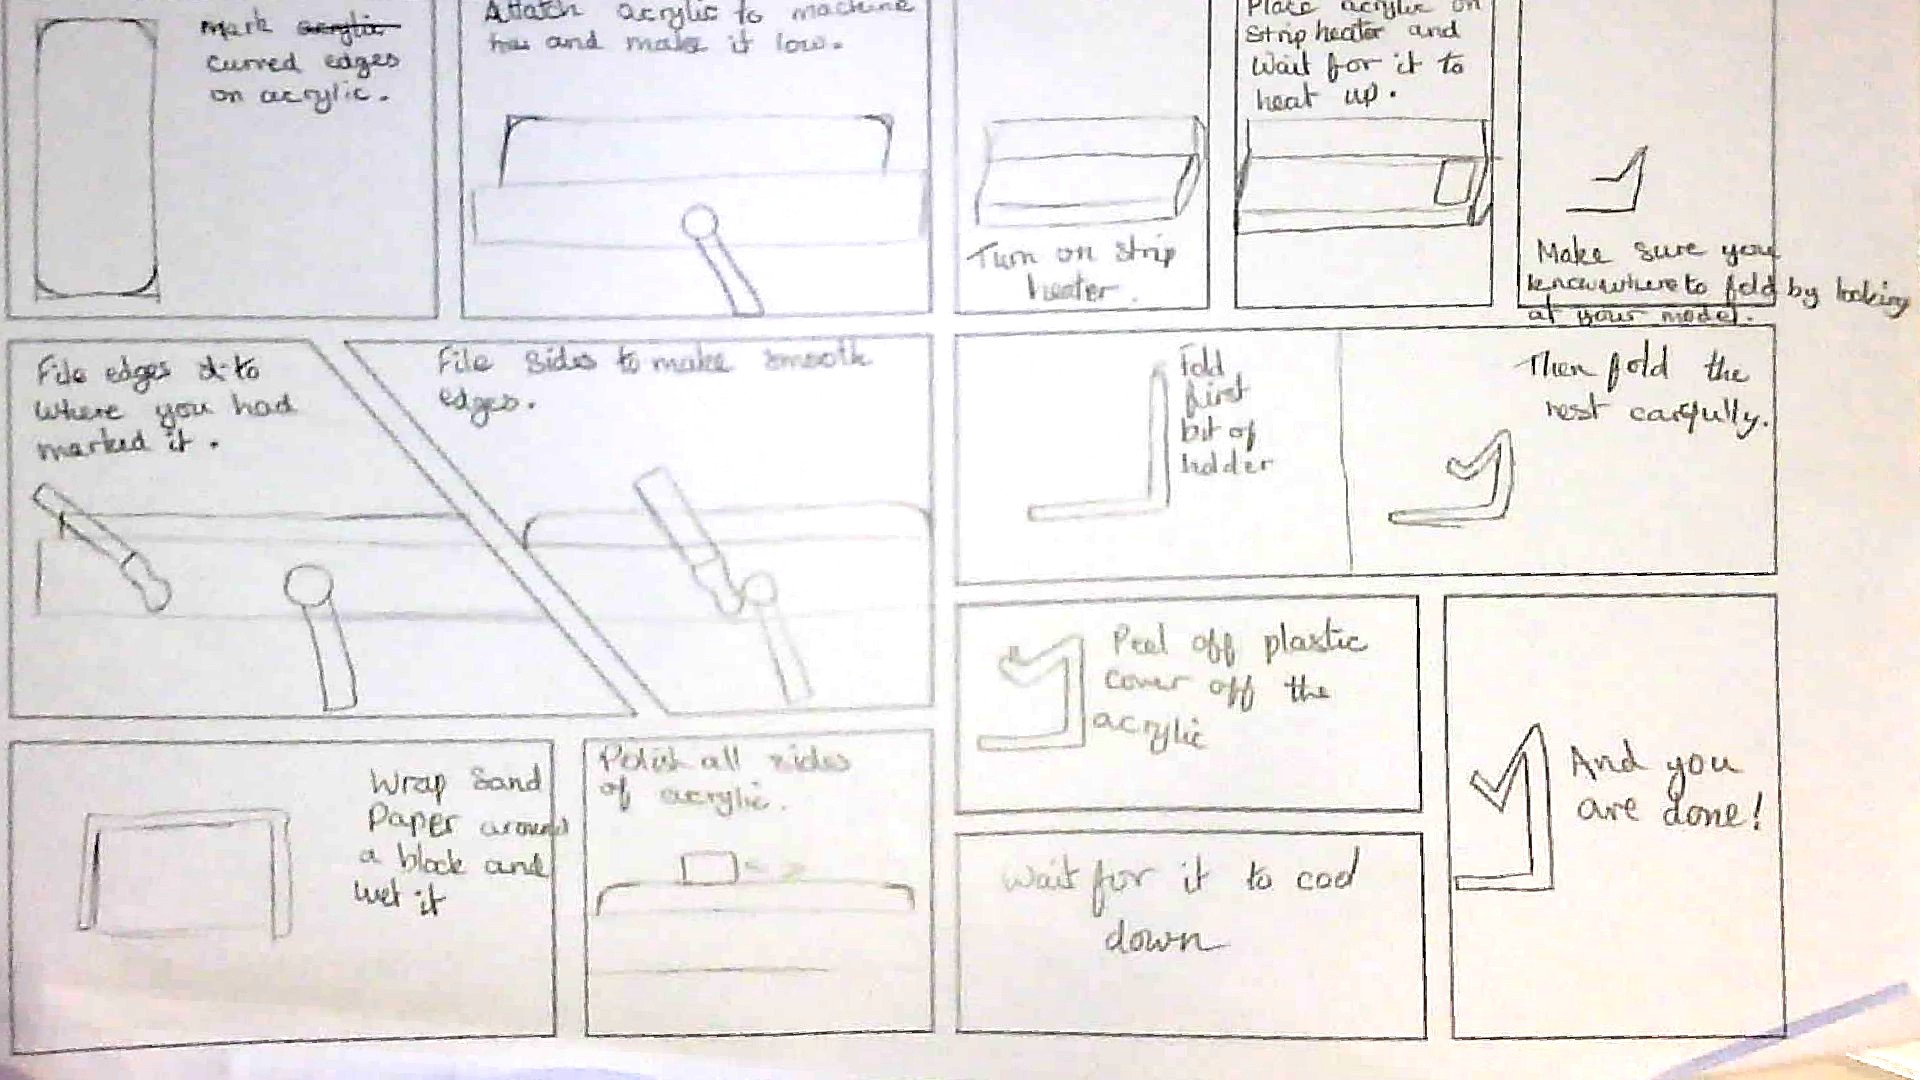 Mark acrylic
curved edges
on acrylic.
Attach acrylic to machine
and make it low.
File edges to
where you had
marked it.
File sides to make smooth
edges.
Wrap Sand
Paper around
a block and
wet it
Polish all sides
of acrylic.
Turn on strip
heater.
Place acrylic on
strip heater and
Wait for it to
heat up.
Make sure you
know where to fold by looking
at your model.
Fold
first
bit of
holder
Then fold the
rest carfully.
Peel off plastic
cover off the
acrylic
Wait for it to cool
down
And you
are done!